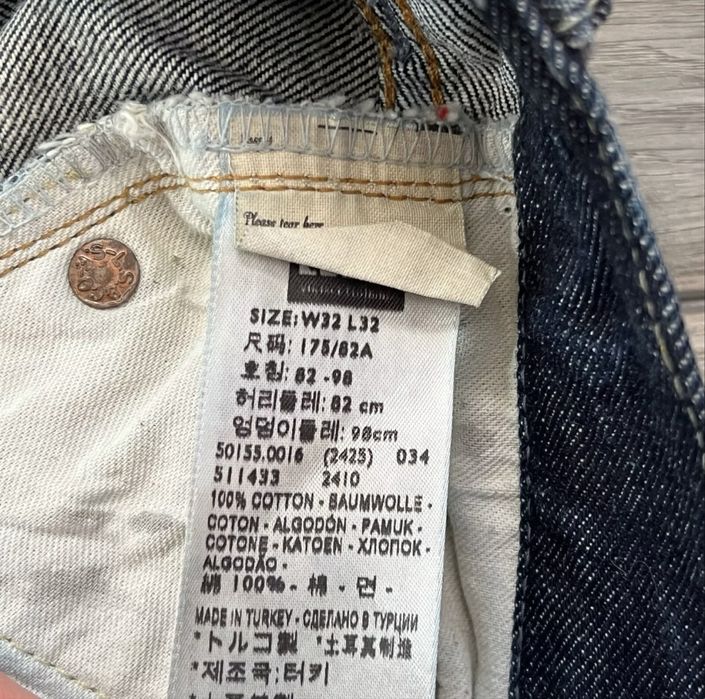 Please tear here
SIZE: W32 L32
尺码: 175/82A
호칭: 82 -98
허리둘레: 82 cm
엉덩이둘레: 98cm
50155.0016 (2425) 034
511433 2410
100% COTTON - BAUMWOLLE -
COTON - ALGODÓN - PAMUK -
COTONE - KATOEN - ХЛОПОК -
ALGODÃO -
綿 100% - 棉 - 면 -
MADE IN TURKEY - СДЕЛАНО В ТУРЦИИ
*トルコ製 *土耳其制造
*제조국:터키